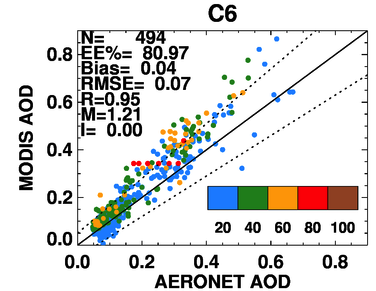 C6
N= 494
EE%= 80.97
Bias= 0.04
RMSE= 0.07
R=0.95
M=1.21
I= 0.00
0.8
0.6
0.4
0.2
0.0
MODIS AOD
20 40 60 80 100
0.0 0.2 0.4 0.6 0.8
AERONET AOD